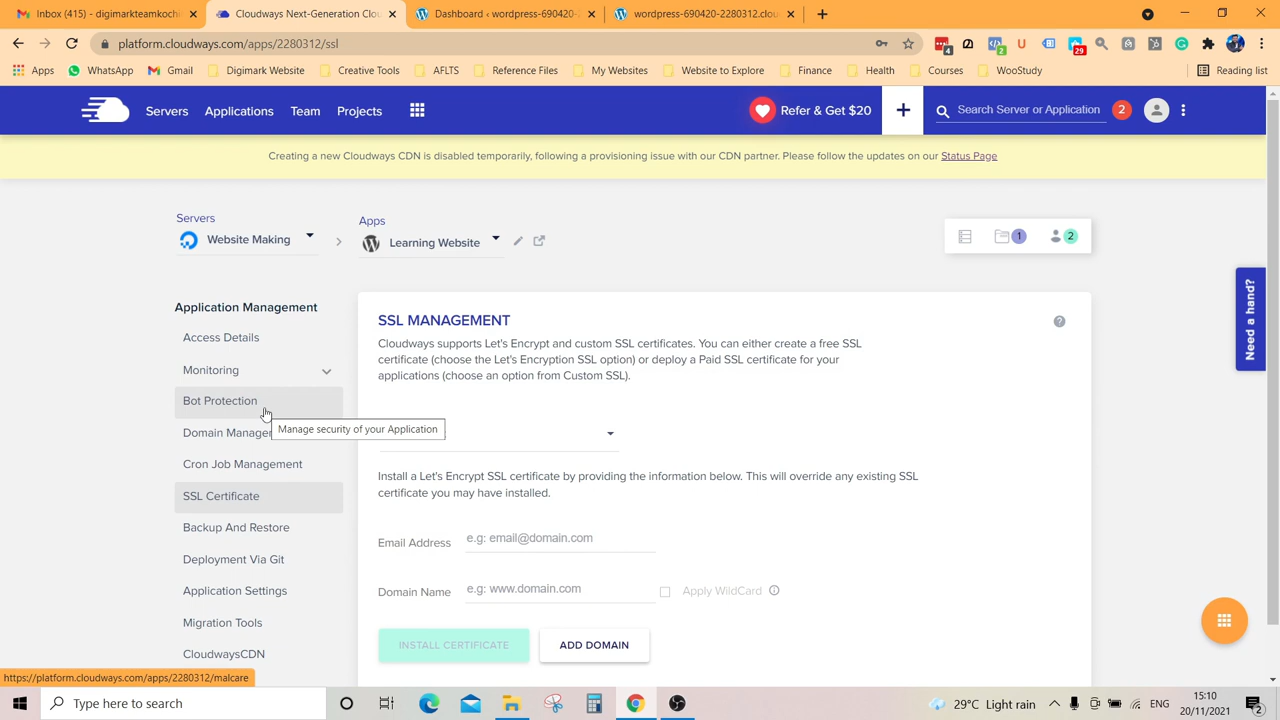 Inbox (415) - digimarkteamkochi
Cloudways Next-Generation Clou
Dashboard ‹ wordpress-690420-2
wordpress-690420-2280312.clou
platform.cloudways.com/apps/2280312/ssl
4
2
29
Apps
WhatsApp
Gmail
Digimark Website
Creative Tools
AFLTS
Reference Files
My Websites
Website to Explore
Finance
Health
Courses
WooStudy
Reading list
Servers
Applications
Team
Projects
Refer & Get $20
+
Search Server or Application
2
Creating a new Cloudways CDN is disabled temporarily, following a provisioning issue with our CDN partner. Please follow the updates on our Status Page
Servers
Website Making
Apps
Learning Website
1
2
Need a hand?
Application Management
Access Details
Monitoring
Bot Protection
Manage security of your Application
Domain Manager
Cron Job Management
SSL Certificate
Backup And Restore
Deployment Via Git
Application Settings
Migration Tools
CloudwaysCDN
SSL MANAGEMENT
Cloudways supports Let's Encrypt and custom SSL certificates. You can either create a free SSL
certificate (choose the Let's Encryption SSL option) or deploy a Paid SSL certificate for your
applications (choose an option from Custom SSL).
Install a Let's Encrypt SSL certificate by providing the information below. This will override any existing SSL
certificate you may have installed.
Email Address
e.g: email@domain.com
Domain Name
e.g: www.domain.com
Apply WildCard
INSTALL CERTIFICATE
ADD DOMAIN
https://platform.cloudways.com/apps/2280312/malcare
Type here to search
29°C Light rain
ENG
15:10
20/11/2021
2